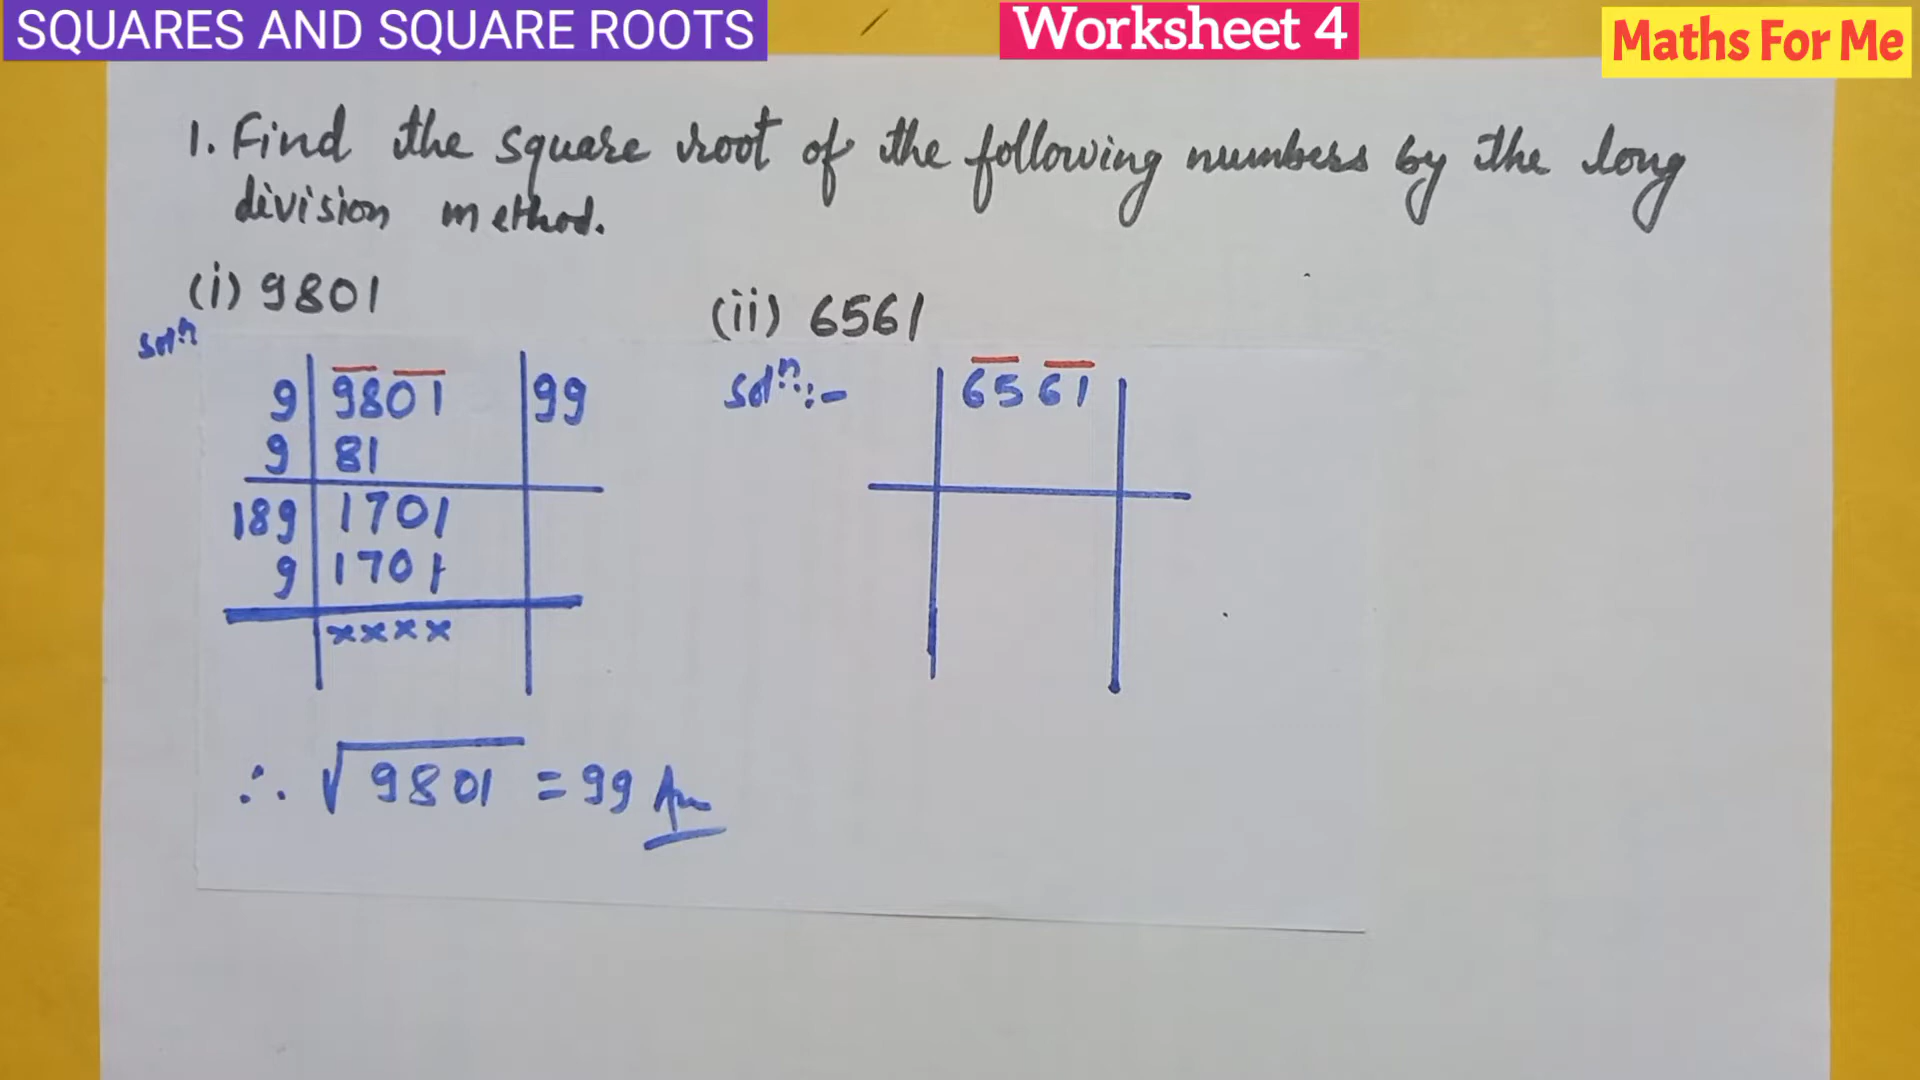 SQUARES AND SQUARE ROOTS
Worksheet 4
Maths For Me
1. Find the square root of the following numbers by the long
division method.
(i) 9801
(ii) 6561
Solⁿ
9 9801 99
9 81
189 1701
9 1701
××××
∴ √9801 = 99 Ans
Solⁿ:-
65 61